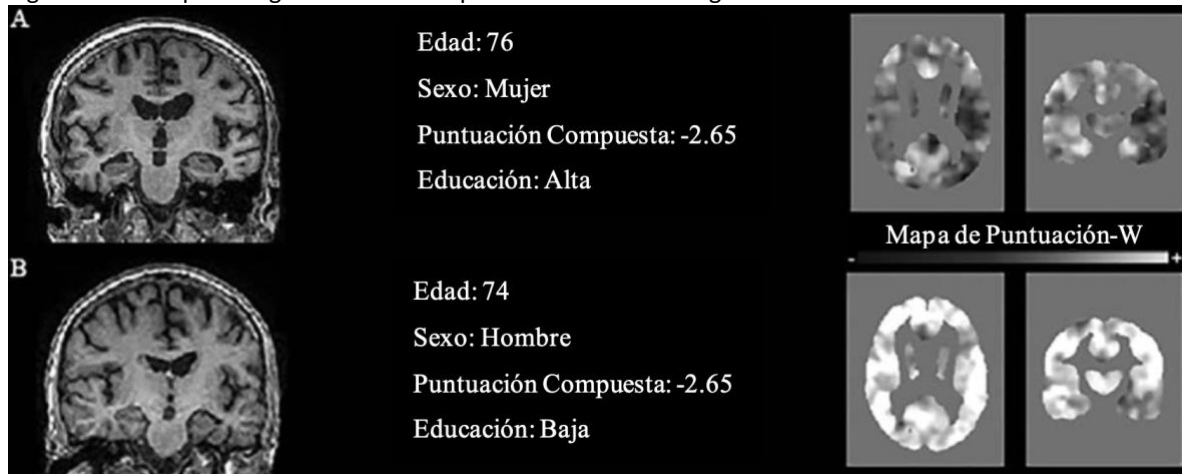 A
Edad: 76
Sexo: Mujer
Puntuación Compuesta: -2.65
Educación: Alta
Mapa de Puntuación-W
- +
B
Edad: 74
Sexo: Hombre
Puntuación Compuesta: -2.65
Educación: Baja